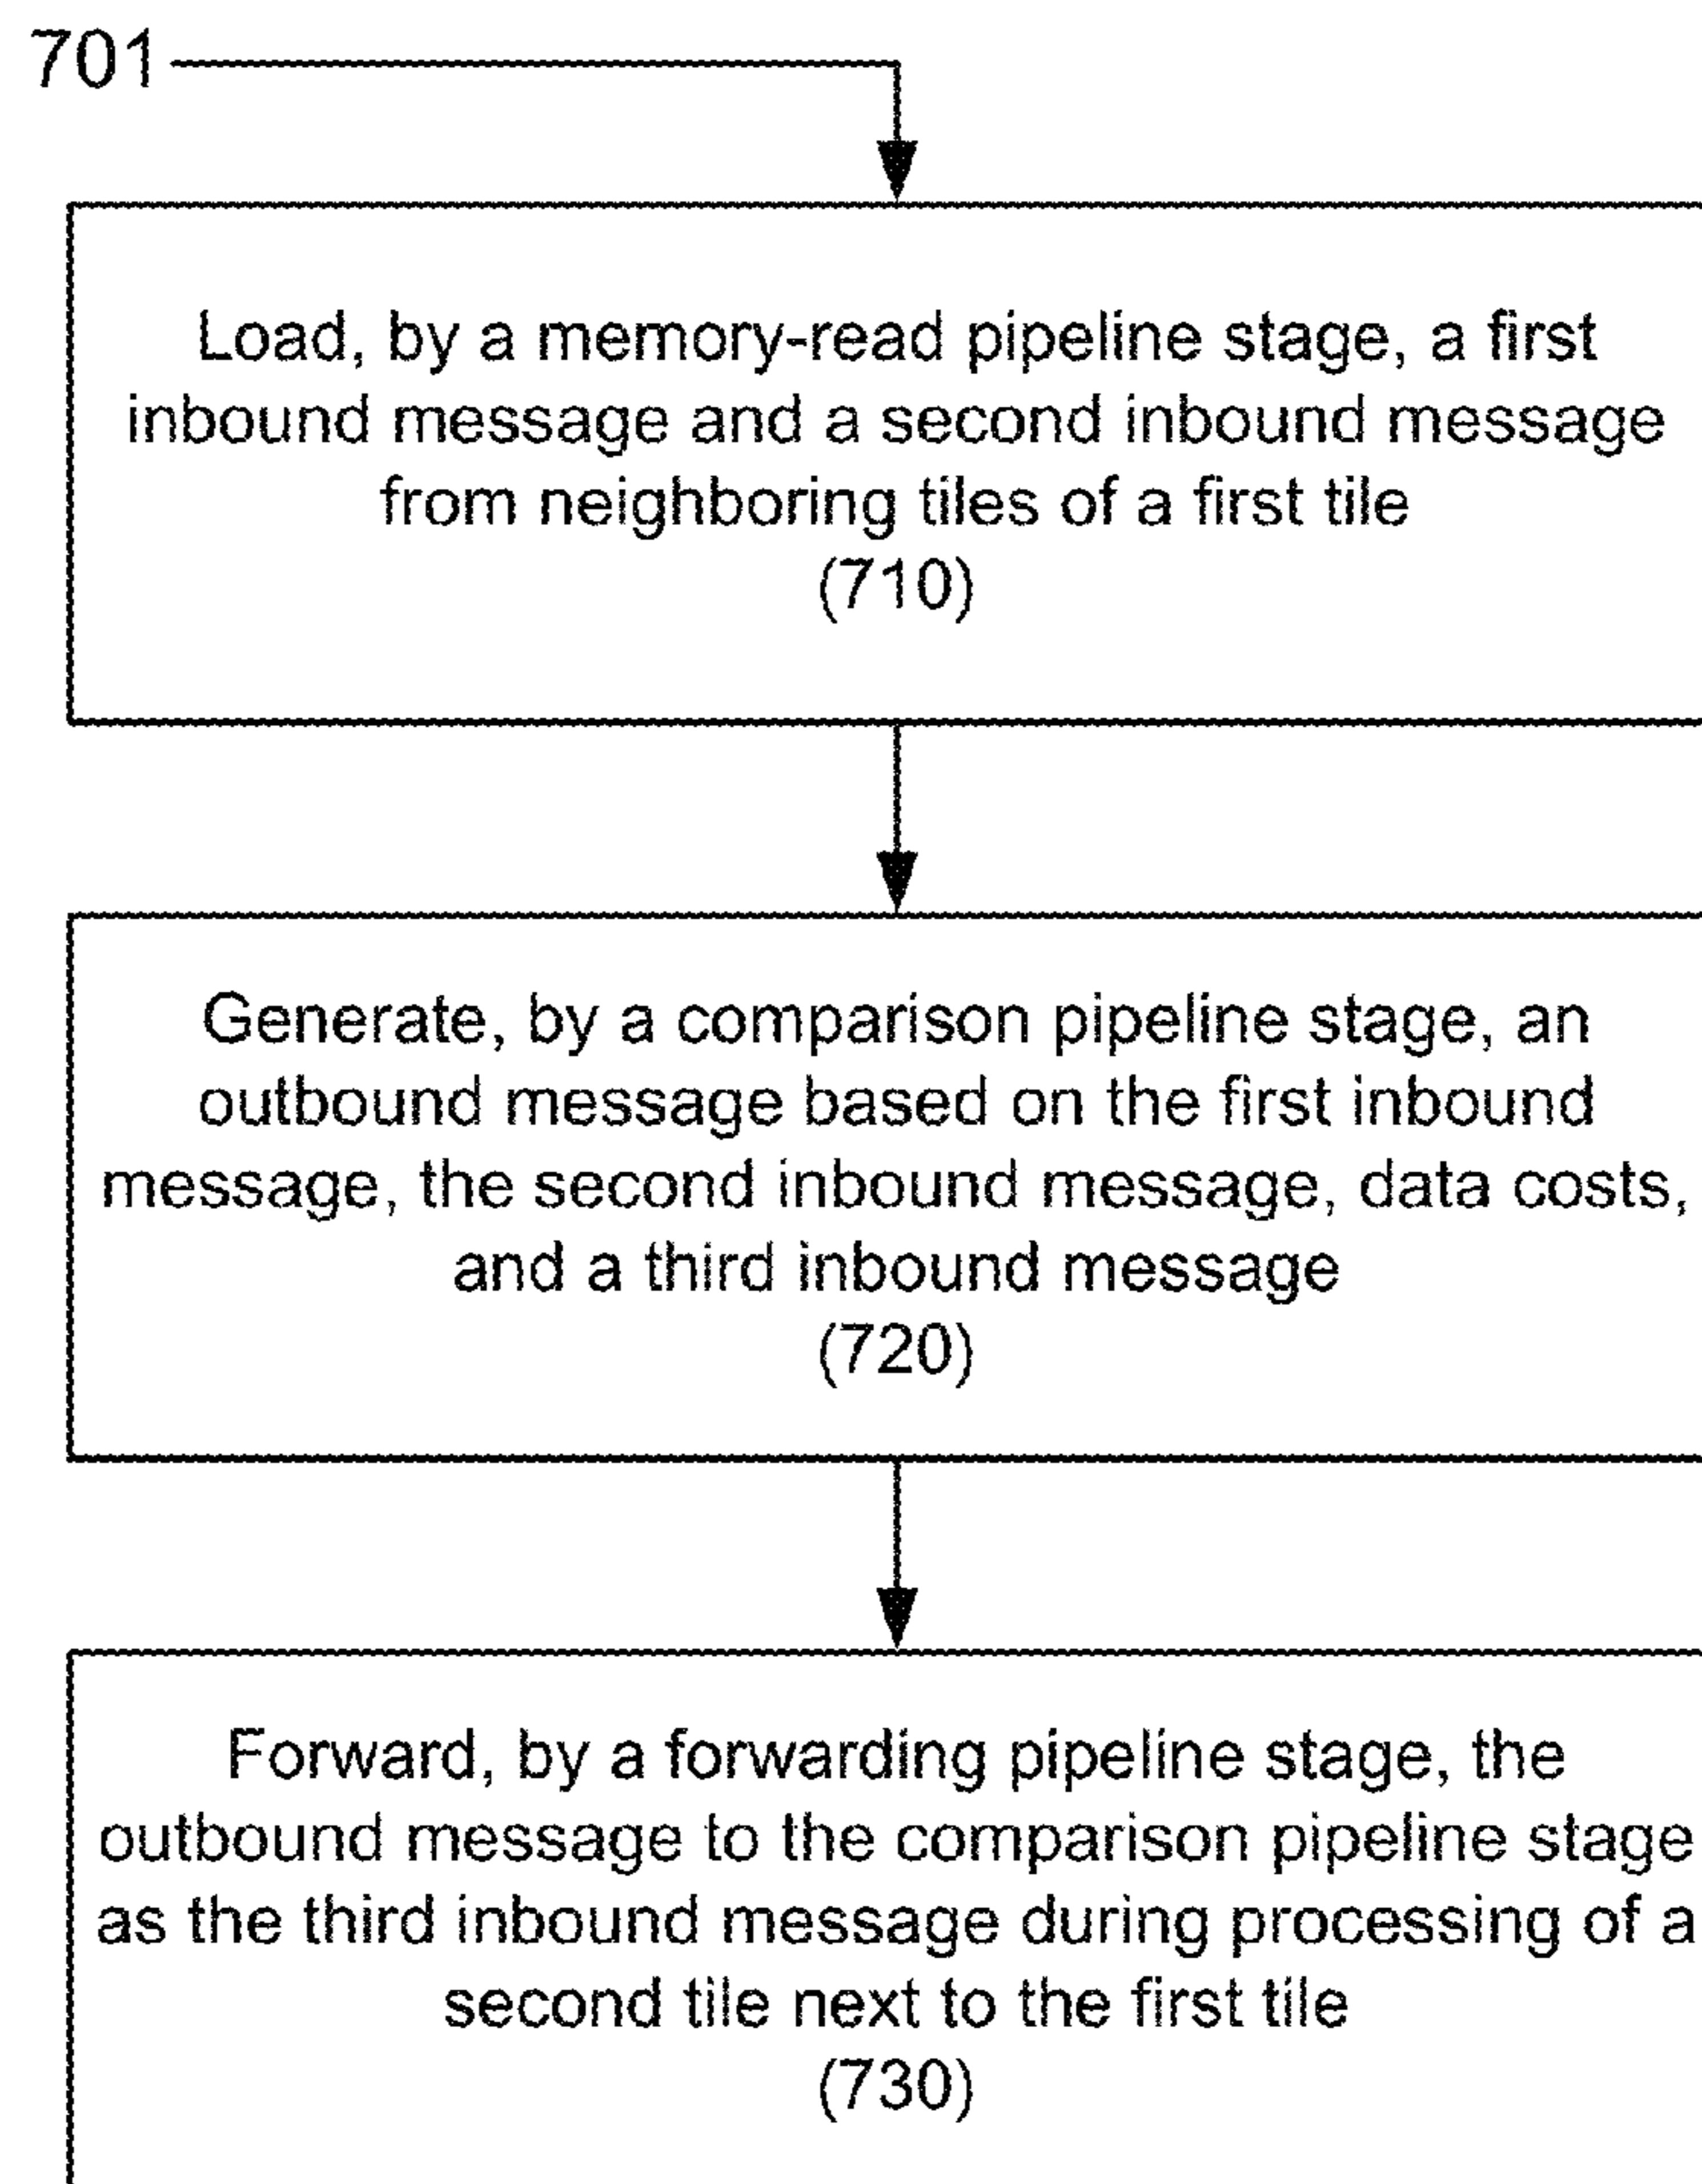 701
Load, by a memory-read pipeline stage, a first
inbound message and a second inbound message
from neighboring tiles of a first tile
(710)
Generate, by a comparison pipeline stage, an
outbound message based on the first inbound
message, the second inbound message, data costs,
and a third inbound message
(720)
Forward, by a forwarding pipeline stage, the
outbound message to the comparison pipeline stage
as the third inbound message during processing of a
second tile next to the first tile
(730)